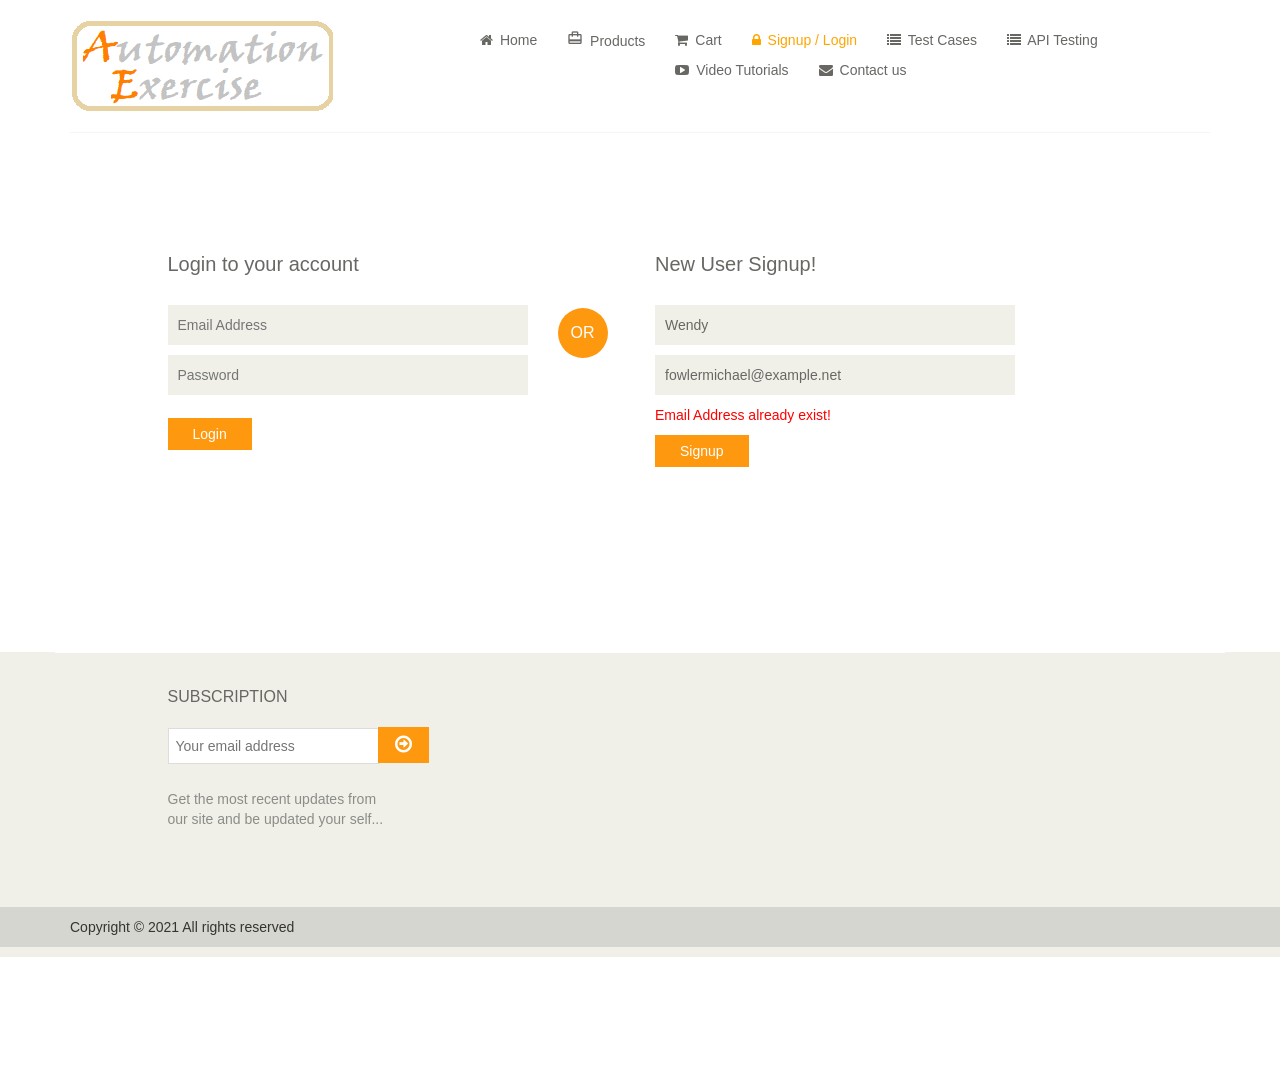 Automation
Exercise
Home
Products
Cart
Signup / Login
Test Cases
API Testing
Video Tutorials
Contact us
Login to your account
Email Address
Password
Login
OR
New User Signup!
Wendy
fowlermichael@example.net
Email Address already exist!
Signup
SUBSCRIPTION
Your email address
Get the most recent updates from
our site and be updated your self...
Copyright © 2021 All rights reserved